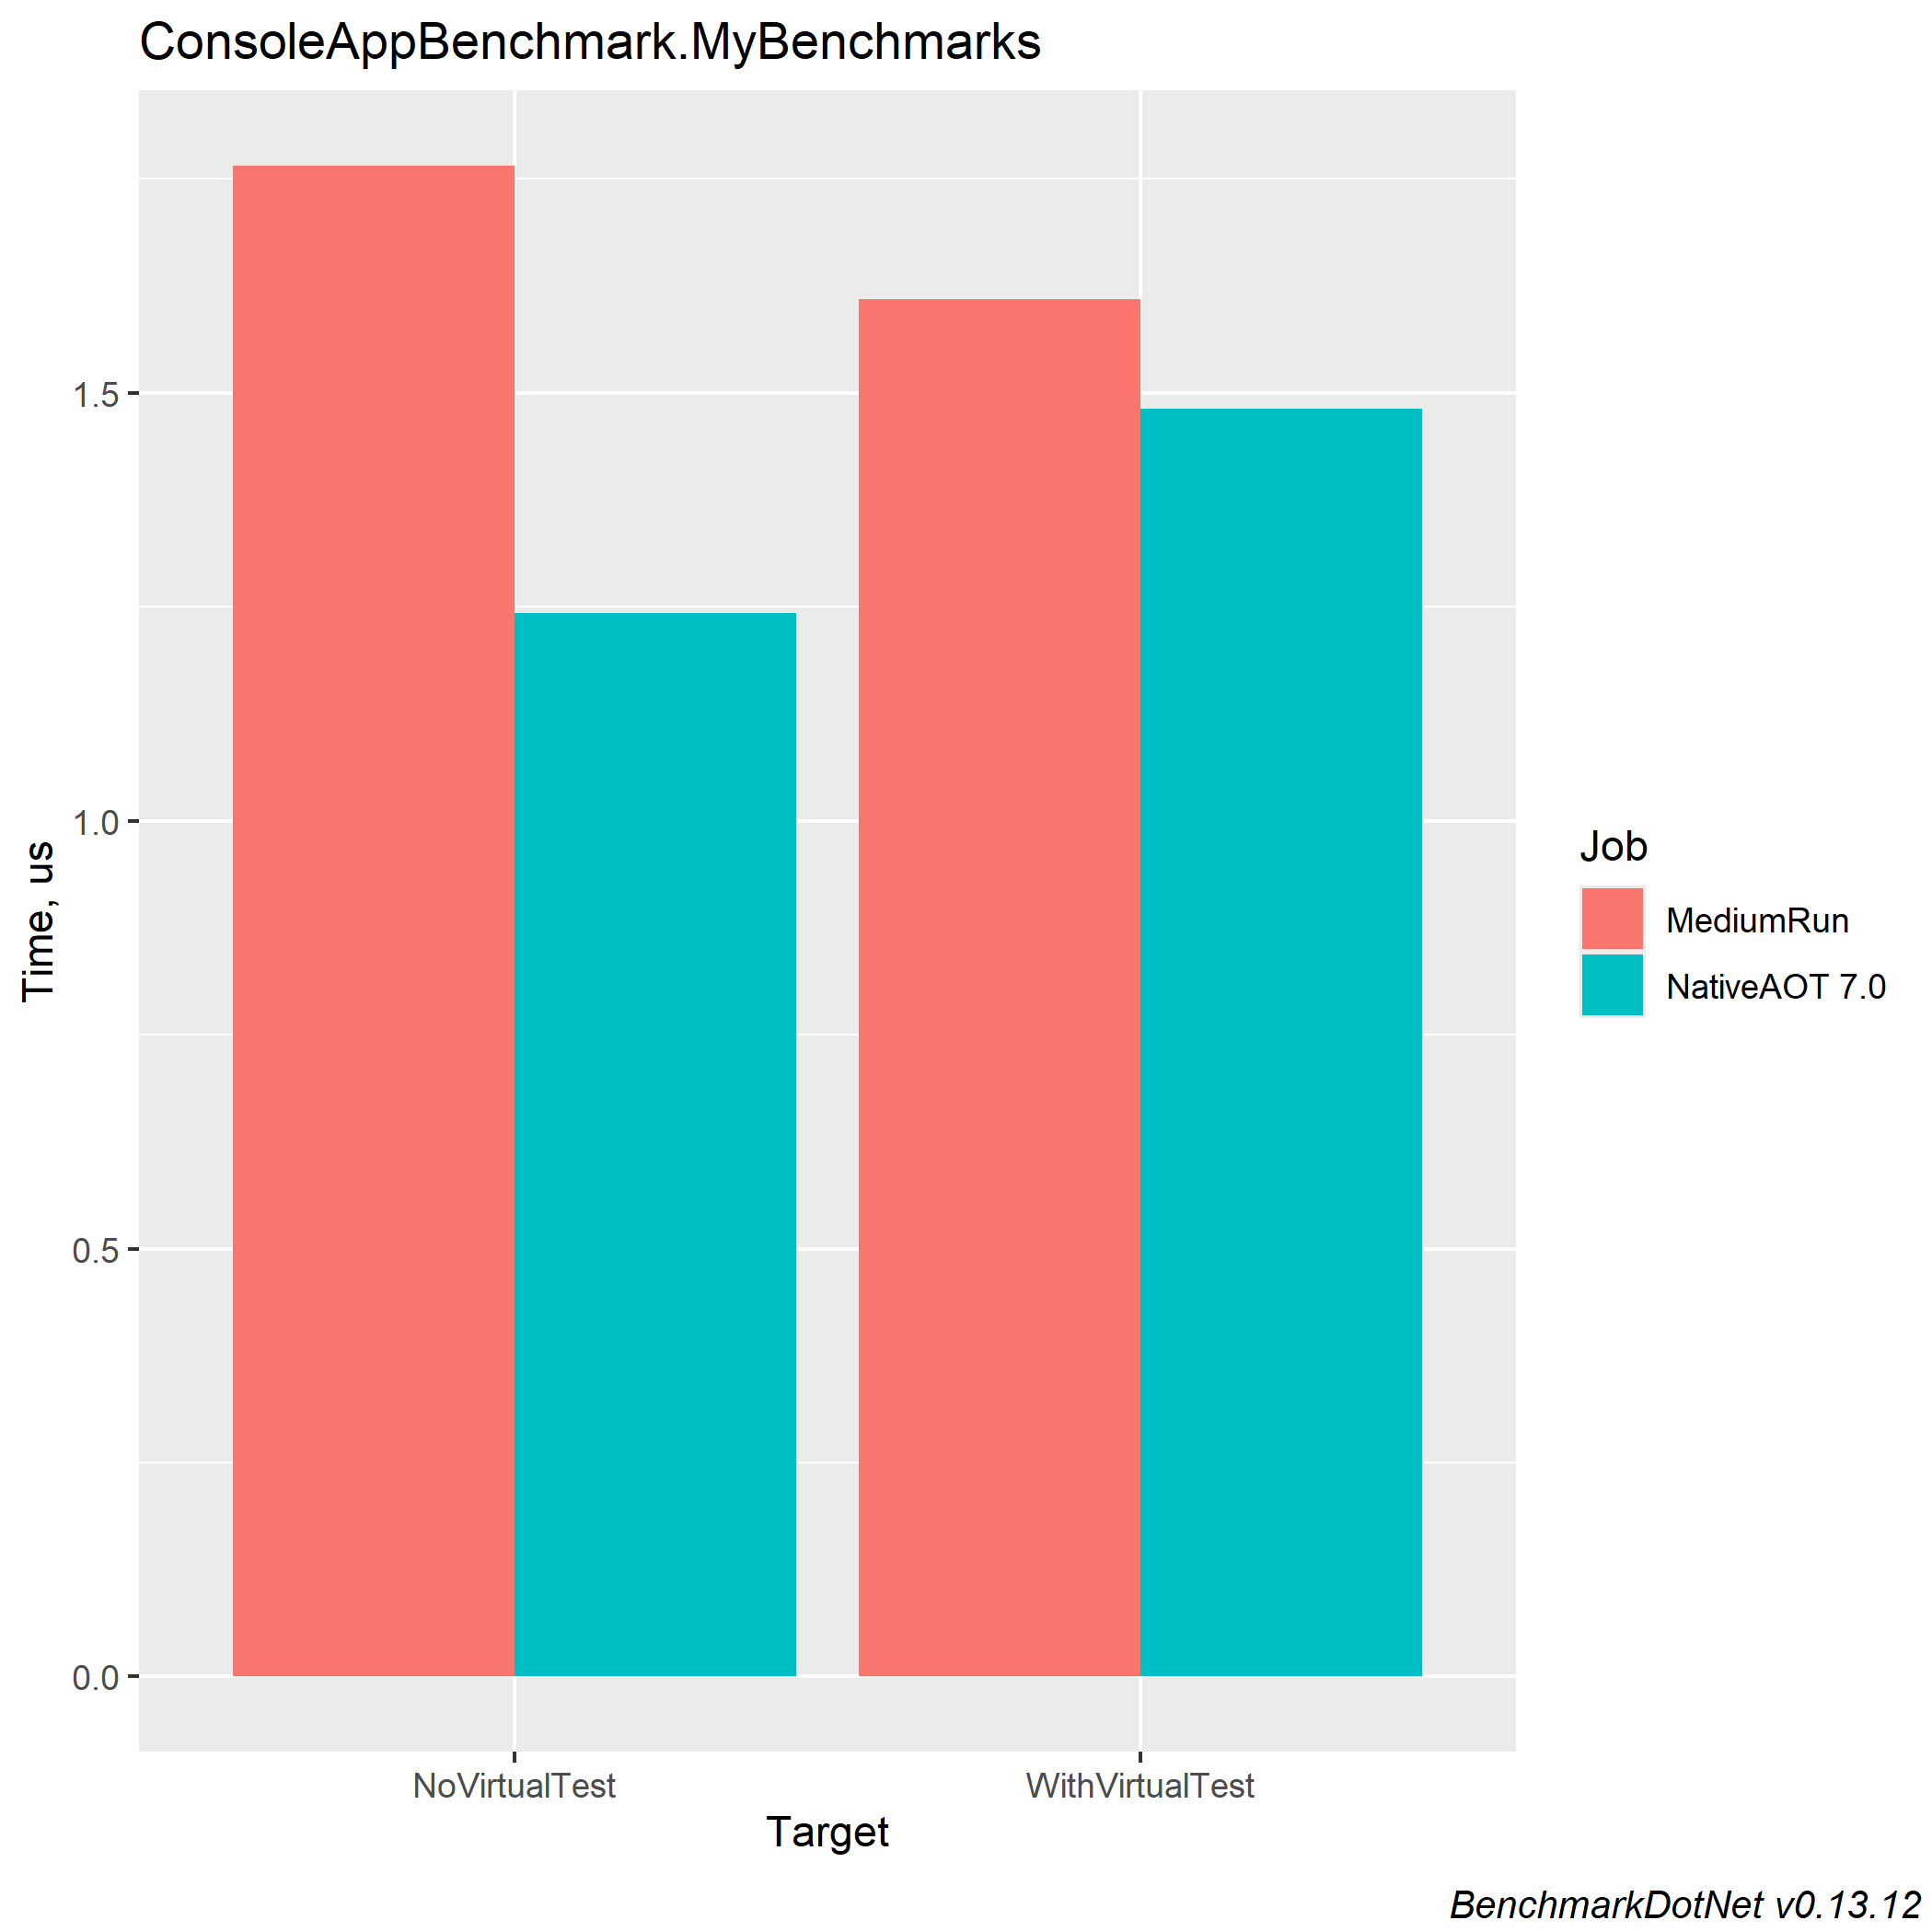 ConsoleAppBenchmark.MyBenchmarks
Time, us
1.5
1.0
0.5
0.0
NoVirtualTest
WithVirtualTest
Target
Job
MediumRun
NativeAOT 7.0
BenchmarkDotNet v0.13.12